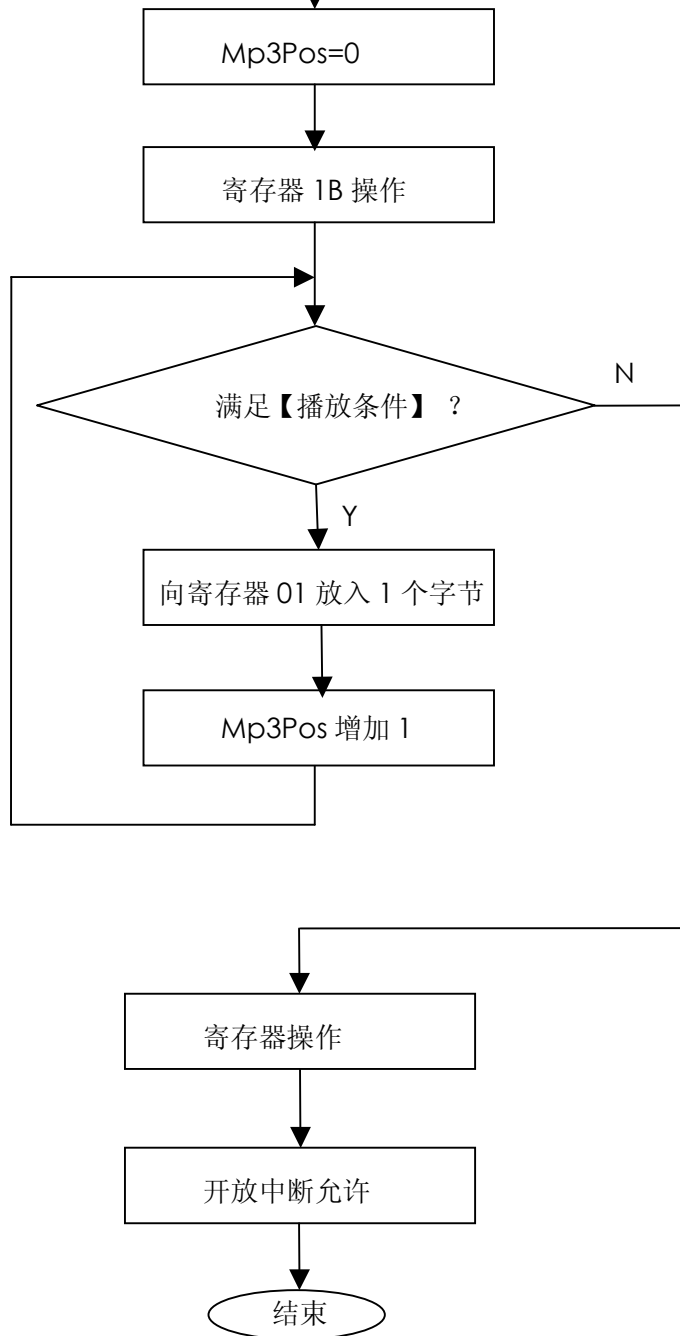 Mp3Pos=0
寄存器 1B 操作
满足【播放条件】 ？
N
Y
向寄存器 01 放入 1 个字节
Mp3Pos 增加 1
寄存器操作
开放中断允许
结束